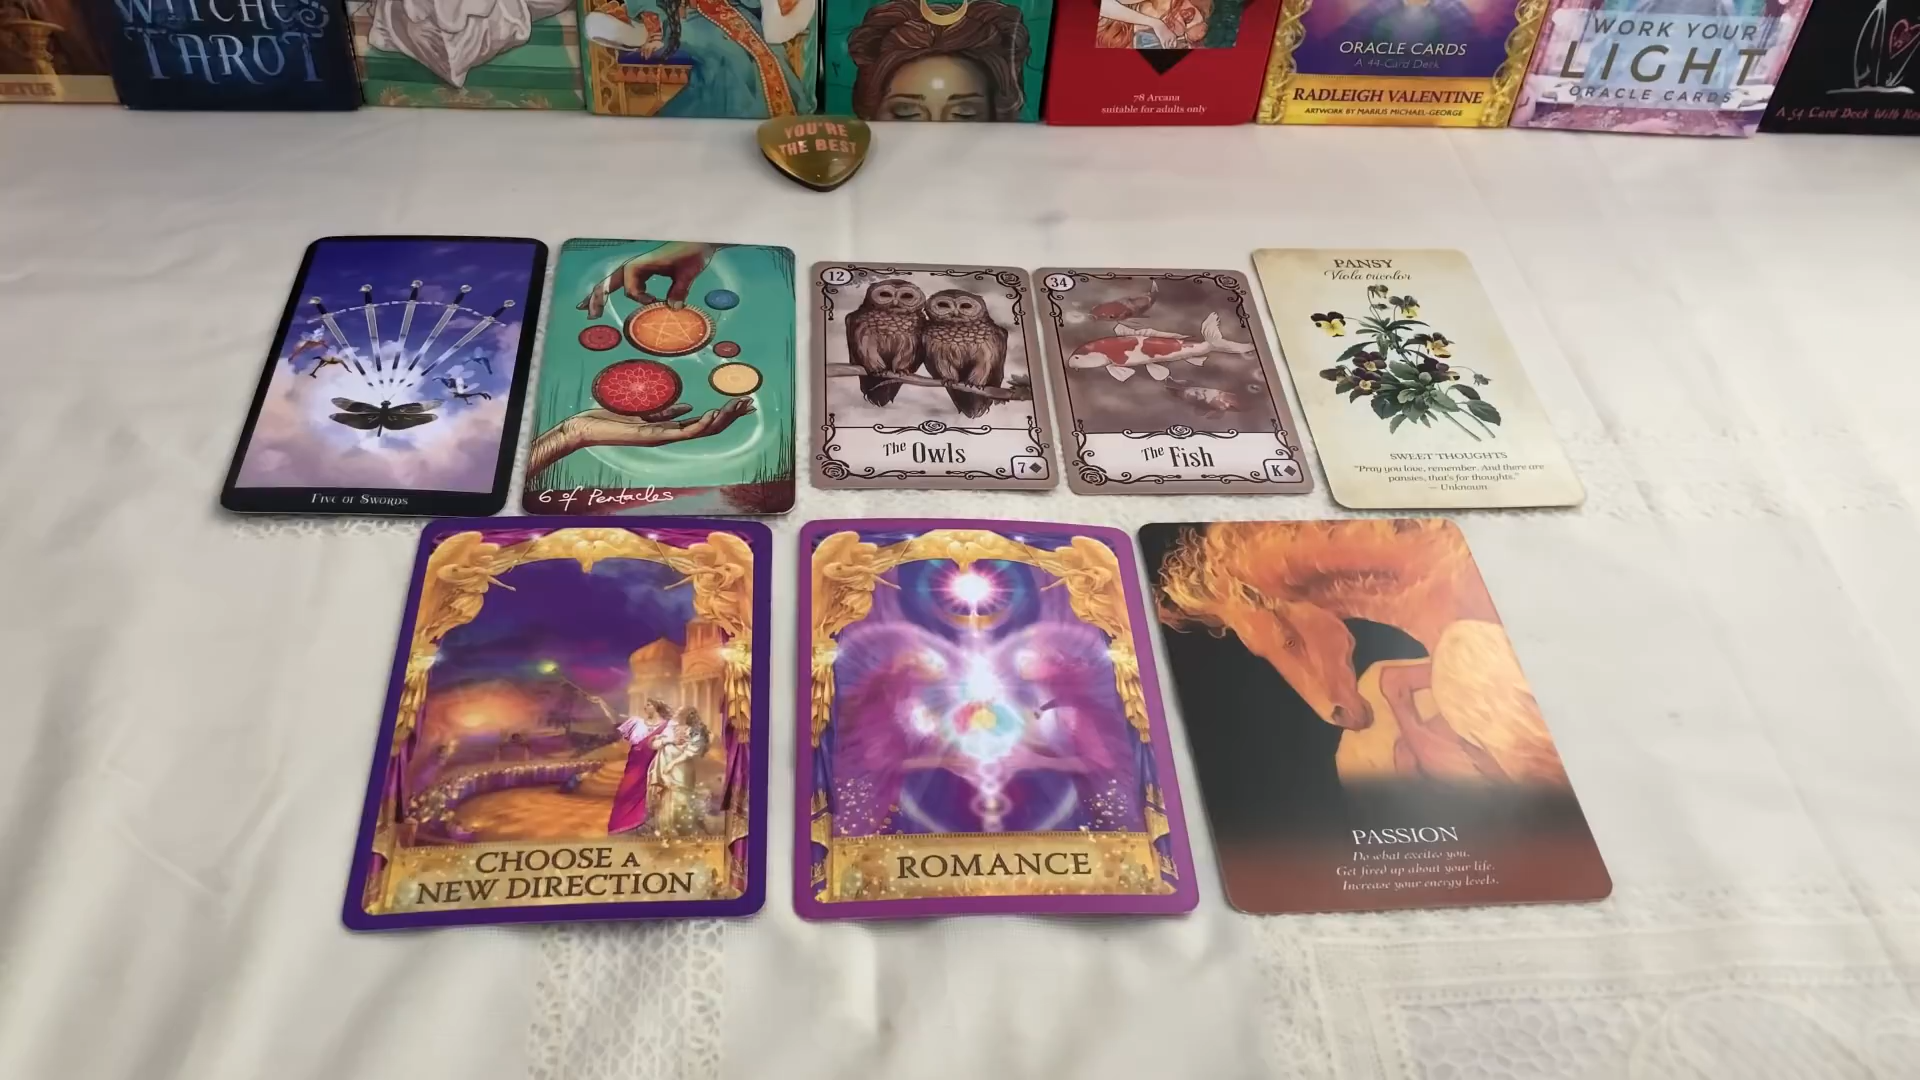 WITCHES
TAROT
78 Arcana
suitable for adults only
ORACLE CARDS
A 44-Card Deck
RADLEIGH VALENTINE
ARTWORK BY MARIUS MICHAEL-GEORGE
WORK YOUR
LIGHT
ORACLE CARDS
A 54 Card Deck With
YOU'RE
THE BEST
FIVE OF SWORDS
6 of Pentacles
12
The Owls
7
34
The Fish
K
PANSY
Viola tricolor
SWEET THOUGHTS
"Pray you love, remember. And there are
pansies, that's for thoughts."
— Unknown
CHOOSE A
NEW DIRECTION
ROMANCE
PASSION
Do what excites you.
Get fired up about your life.
Increase your energy levels.